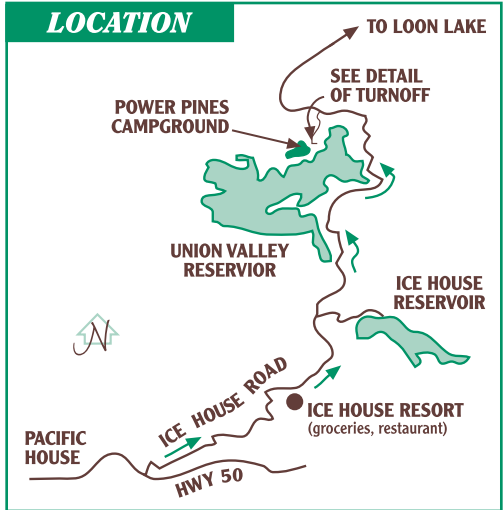 LOCATION
TO LOON LAKE
SEE DETAIL
OF TURNOFF
POWER PINES
CAMPGROUND
UNION VALLEY
RESERVIOR
ICE HOUSE
RESERVOIR
N
ICE HOUSE ROAD
ICE HOUSE RESORT
(groceries, restaurant)
PACIFIC
HOUSE
HWY 50